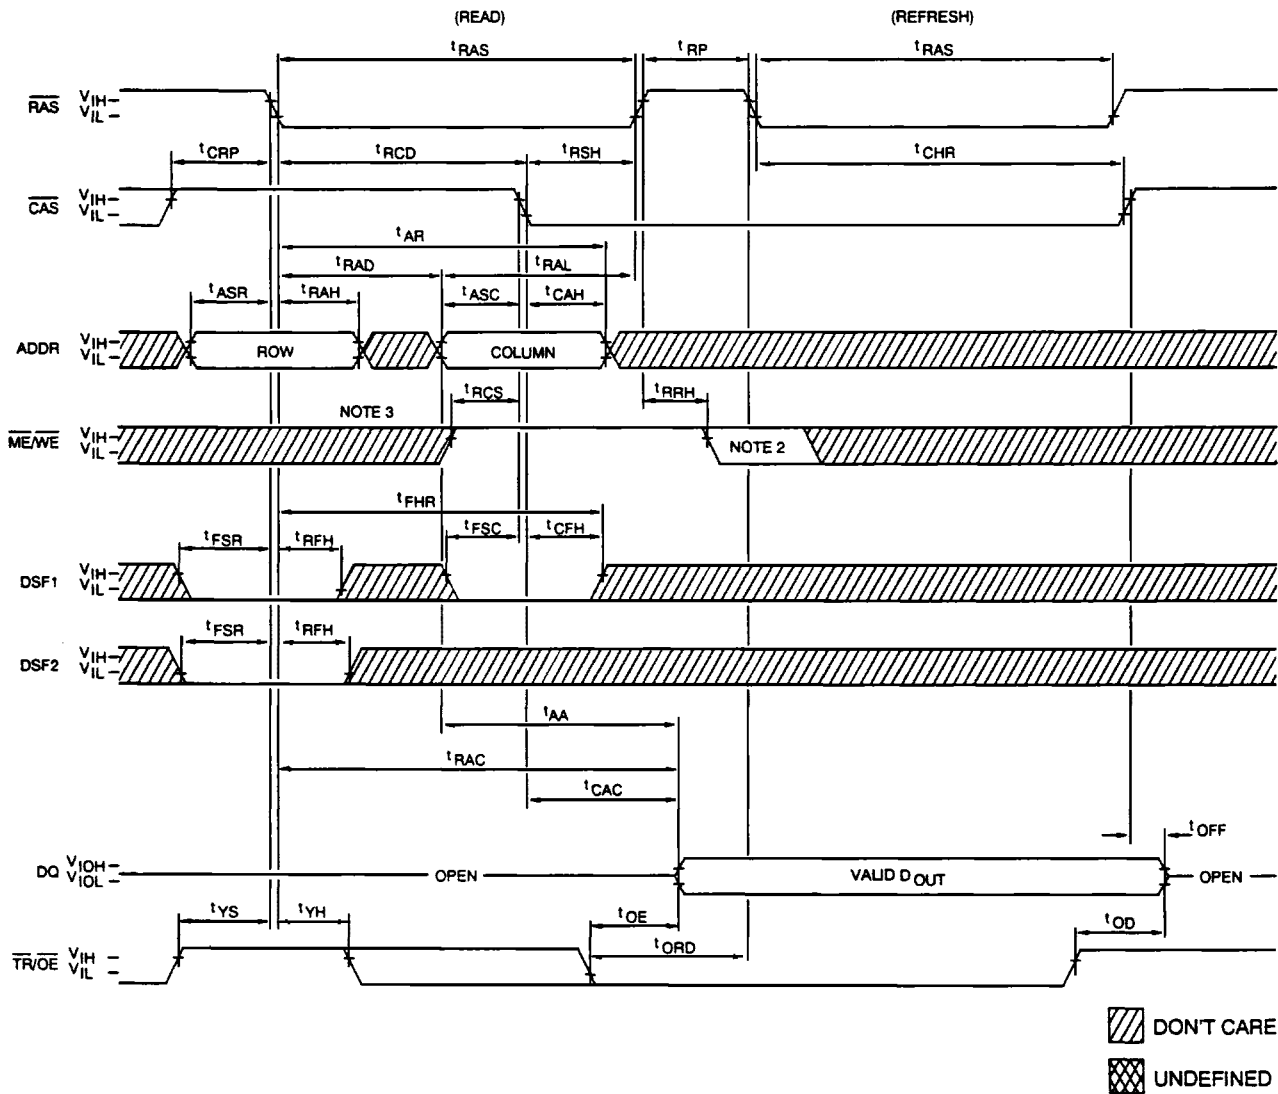 (READ) (REFRESH)
tRAS tRP tRAS
RAS VIH
VIL
tCRP tRCD tRSH tCHR
CAS VIH
VIL
tAR
tRAD tRAL
tASR tRAH tASC tCAH
ADDR VIH
VIL
ROW COLUMN
tRCS tRRH
NOTE 3
ME/WE VIH
VIL
NOTE 2
tFHR
tFSR tRFH tFSC tCFH
DSF1 VIH
VIL
tFSR tRFH
DSF2 VIH
VIL
tAA
tRAC
tCAC
tOFF
DQ VIOH
VIOL
OPEN VALID DOUT OPEN
tYS tYH tOE tOD
tORD
TR/OE VIH
VIL
DON'T CARE
UNDEFINED